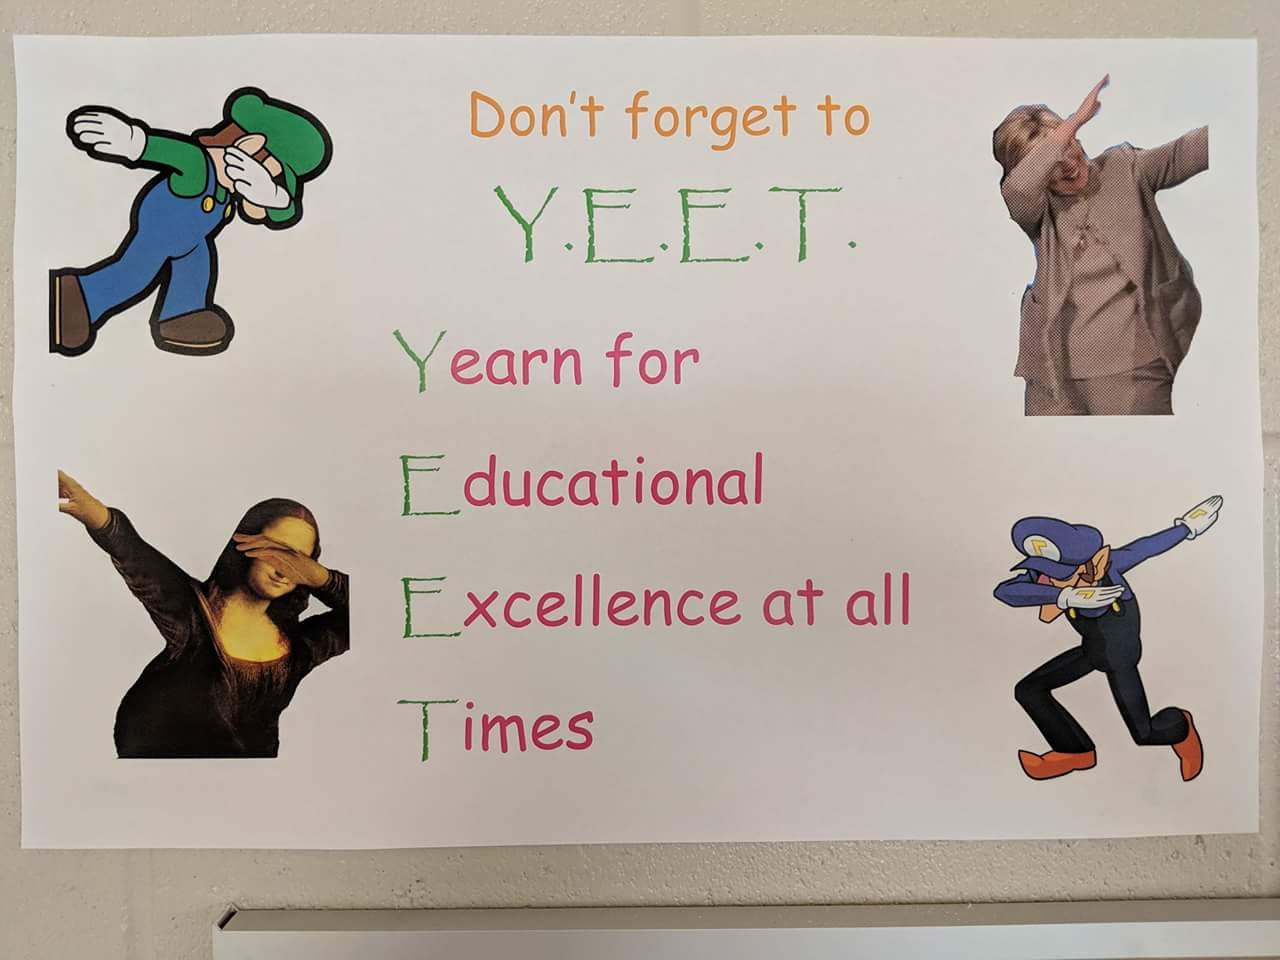 Don't forget to
Y.E.E.T.
Yearn for
Educational
Excellence at all
Times